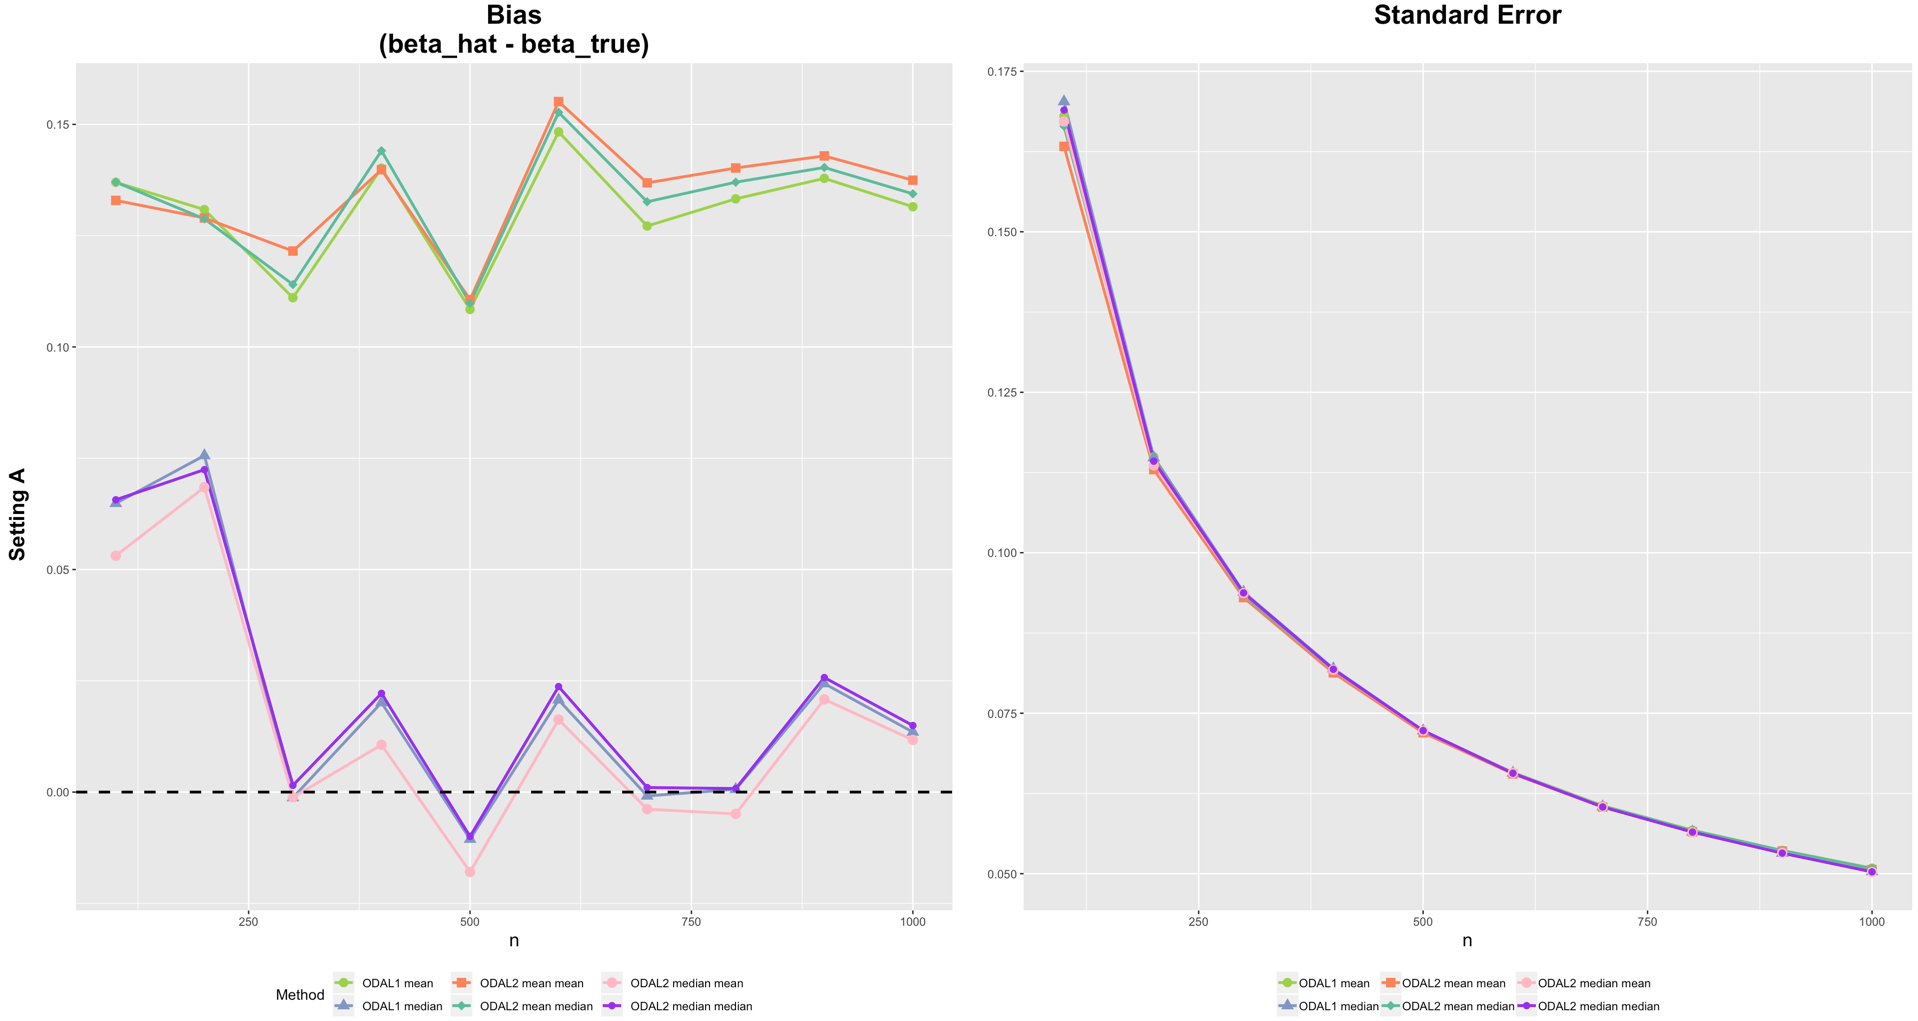 Bias
(beta_hat - beta_true)
Standard Error
Setting A
0.15
0.10
0.05
0.00
250
500
750
1000
n
0.175
0.150
0.125
0.100
0.075
0.050
250
500
750
1000
n
Method
ODAL1 mean
ODAL2 mean mean
ODAL2 median mean
ODAL1 median
ODAL2 mean median
ODAL2 median median
ODAL1 mean
ODAL2 mean mean
ODAL2 median mean
ODAL1 median
ODAL2 mean median
ODAL2 median median